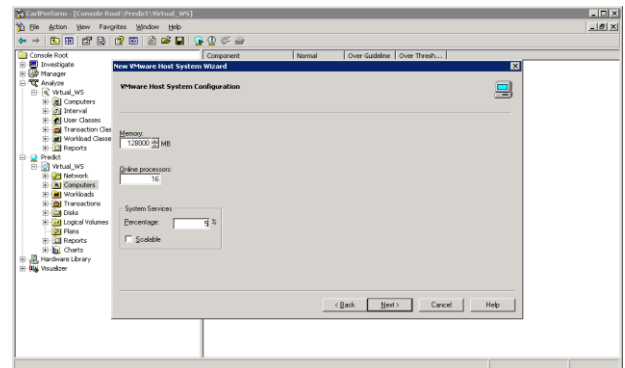 CarlPerform - [Console Root\Predict\Virtual_WS]
File Action View Favorites Window Help
Console Root
Investigate
Manager
Analyze
Virtual_WS
Computers
Interval
User Classes
Transaction Clas
Workload Classe
Reports
Predict
Virtual_WS
Network
Computers
Workloads
Transactions
Disks
Logical Volumes
Plans
Reports
Charts
Hardware Library
Visualizer
Component Normal Over Guideline Over Thresh...
New VMware Host System Wizard
VMware Host System Configuration
Memory:
128000 MB
Online processors:
16
System Services
Percentage: 5 %
Scalable
< Back Next > Cancel Help